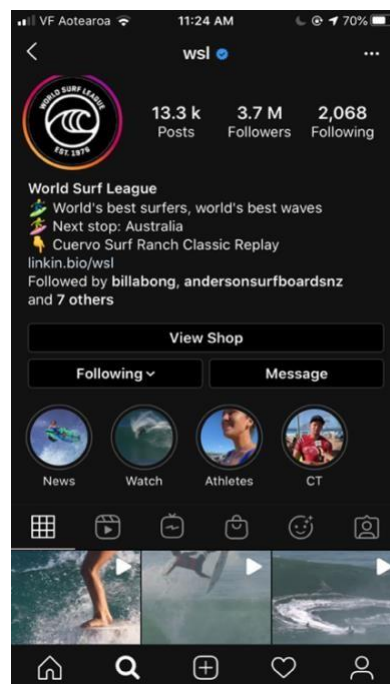 VF Aotearoa 11:24 AM 70%
wsl
WORLD SURF LEAGUE
EST. 1976
13.3 k 3.7 M 2,068
Posts Followers Following
World Surf League
World's best surfers, world's best waves
Next stop: Australia
Cuervo Surf Ranch Classic Replay
linkin.bio/wsl
Followed by billabong, andersonsurfboardsnz
and 7 others
View Shop
Following Message
News Watch Athletes CT